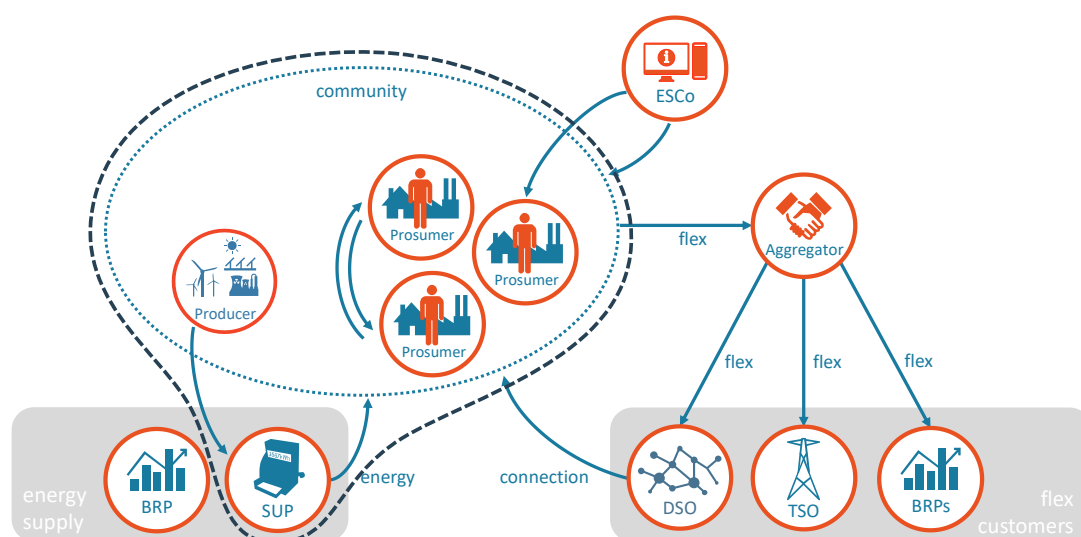 community
ESCo
Prosumer
Prosumer
flex
Aggregator
Producer
Prosumer
flex
flex
flex
energy
supply
BRP
SUP
energy
connection
DSO
TSO
BRPs
flex
customers